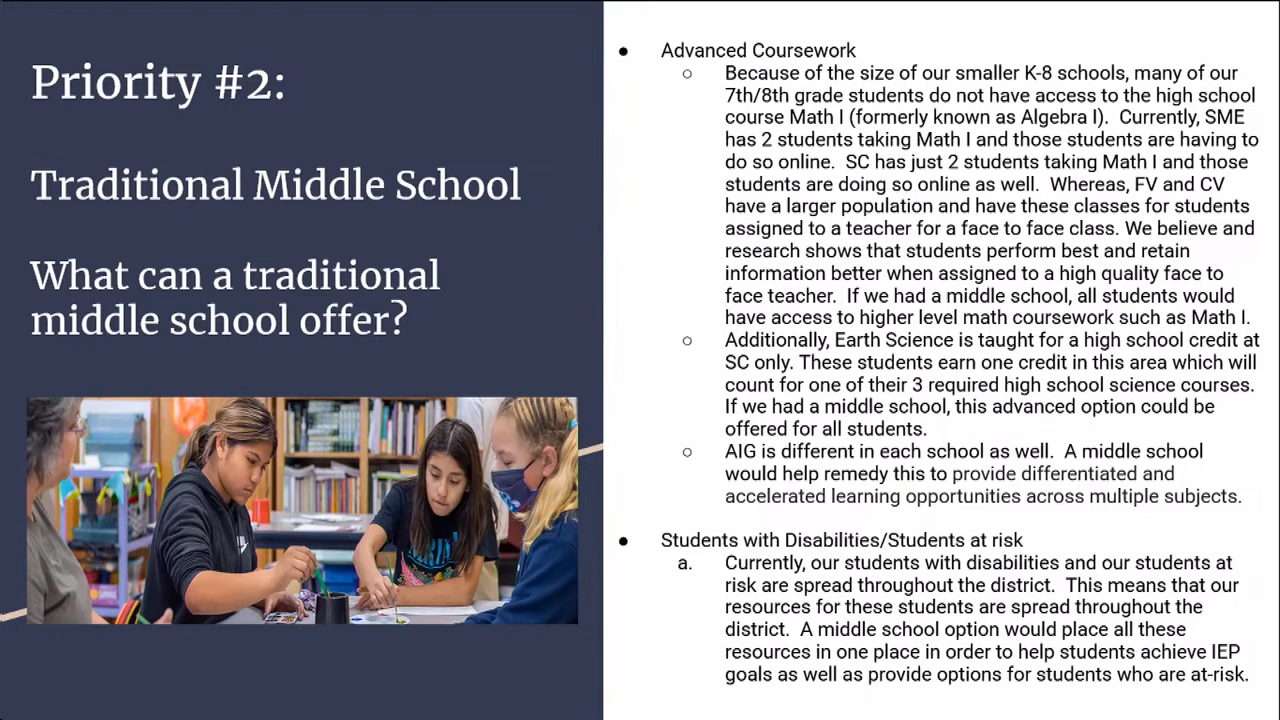 Priority #2:
Traditional Middle School
What can a traditional
middle school offer?
● Advanced Coursework
○ Because of the size of our smaller K-8 schools, many of our
7th/8th grade students do not have access to the high school
course Math I (formerly known as Algebra I).  Currently, SME
has 2 students taking Math I and those students are having to
do so online.  SC has just 2 students taking Math I and those
students are doing so online as well.  Whereas, FV and CV
have a larger population and have these classes for students
assigned to a teacher for a face to face class. We believe and
research shows that students perform best and retain
information better when assigned to a high quality face to
face teacher.  If we had a middle school, all students would
have access to higher level math coursework such as Math I.
○ Additionally, Earth Science is taught for a high school credit at
SC only. These students earn one credit in this area which will
count for one of their 3 required high school science courses.
If we had a middle school, this advanced option could be
offered for all students.
○ AIG is different in each school as well.  A middle school
would help remedy this to provide differentiated and
accelerated learning opportunities across multiple subjects.
● Students with Disabilities/Students at risk
a. Currently, our students with disabilities and our students at
risk are spread throughout the district.  This means that our
resources for these students are spread throughout the
district.  A middle school option would place all these
resources in one place in order to help students achieve IEP
goals as well as provide options for students who are at-risk.